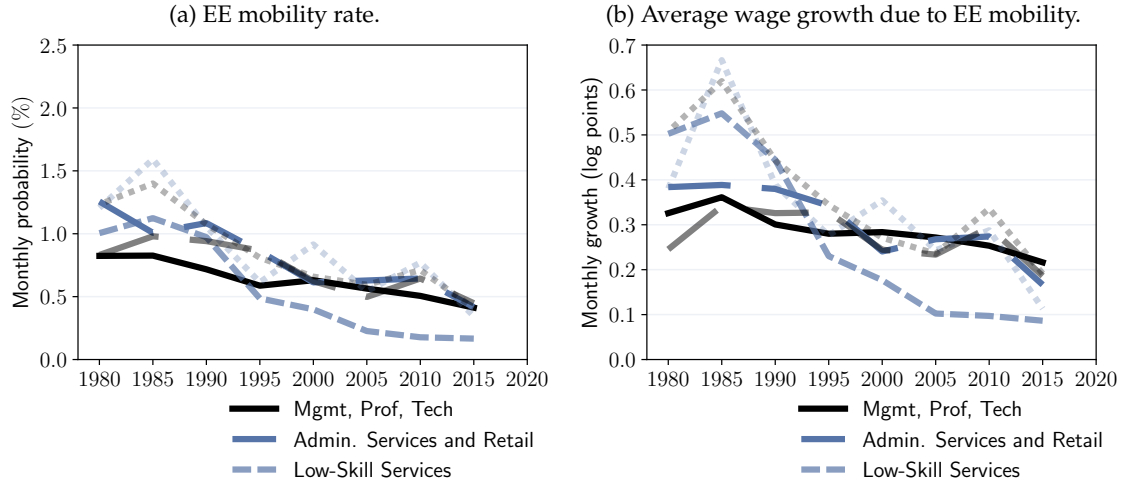 (a) EE mobility rate.
Monthly probability (%)
2.5
2.0
1.5
1.0
0.5
0.0
1980 1985 1990 1995 2000 2005 2010 2015 2020
Mgmt, Prof, Tech
Admin. Services and Retail
Low-Skill Services
(b) Average wage growth due to EE mobility.
Monthly growth (log points)
0.7
0.6
0.5
0.4
0.3
0.2
0.1
0.0
1980 1985 1990 1995 2000 2005 2010 2015 2020
Mgmt, Prof, Tech
Admin. Services and Retail
Low-Skill Services